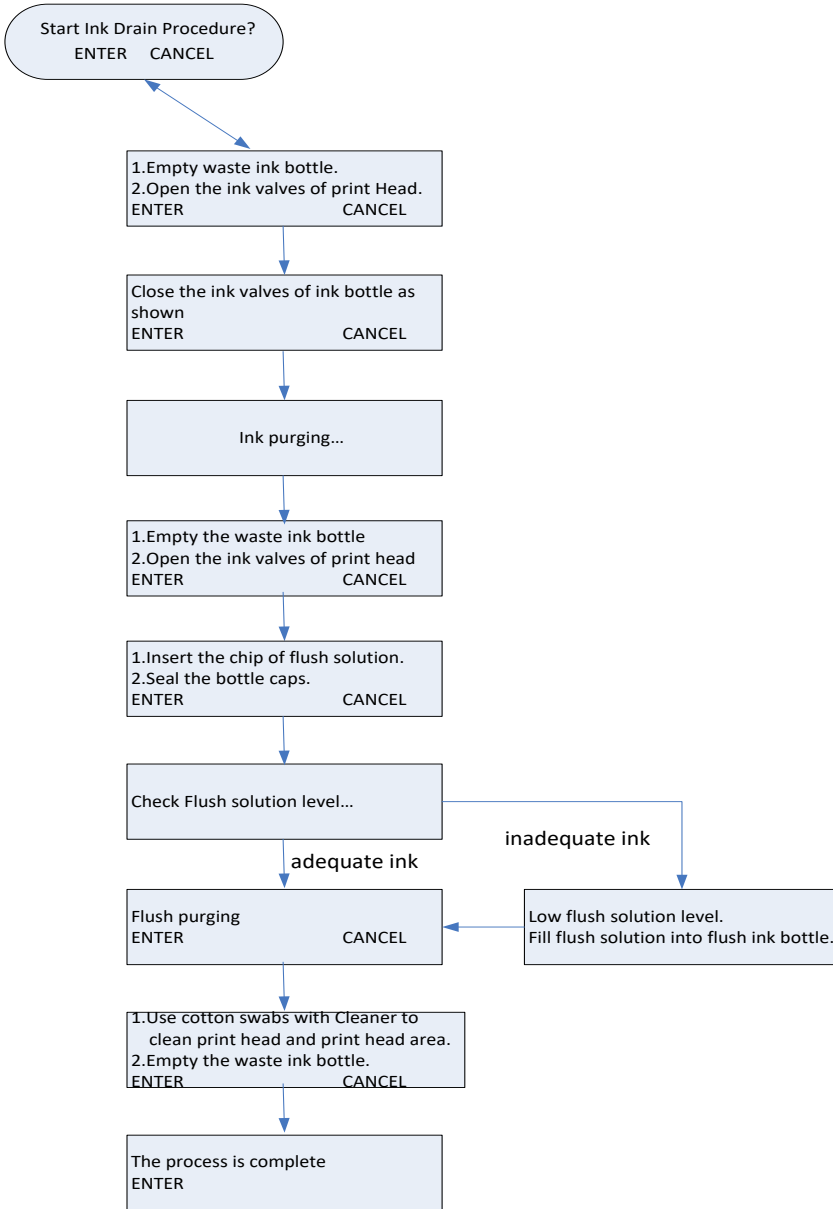 Start Ink Drain Procedure?
ENTER CANCEL
1.Empty waste ink bottle.
2.Open the ink valves of print Head.
ENTER CANCEL
Close the ink valves of ink bottle as
shown
ENTER CANCEL
Ink purging...
1.Empty the waste ink bottle
2.Open the ink valves of print head
ENTER CANCEL
1.Insert the chip of flush solution.
2.Seal the bottle caps.
ENTER CANCEL
Check Flush solution level...
inadequate ink
adequate ink
Flush purging
ENTER CANCEL
Low flush solution level.
Fill flush solution into flush ink bottle.
1.Use cotton swabs with Cleaner to
clean print head and print head area.
2.Empty the waste ink bottle.
ENTER CANCEL
The process is complete
ENTER